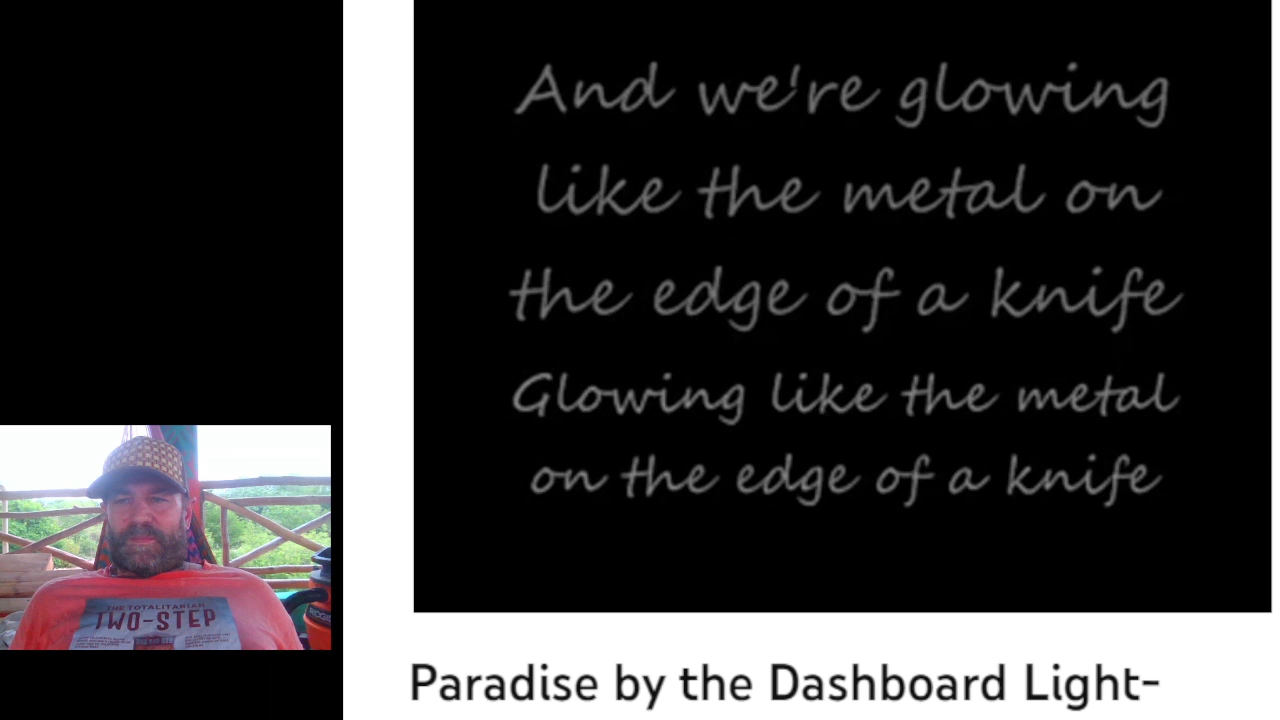 And we're glowing
like the metal on
the edge of a knife
Glowing like the metal
on the edge of a knife
THE TOTALITARIAN
TWO-STEP
RIDGID
Paradise by the Dashboard Light-